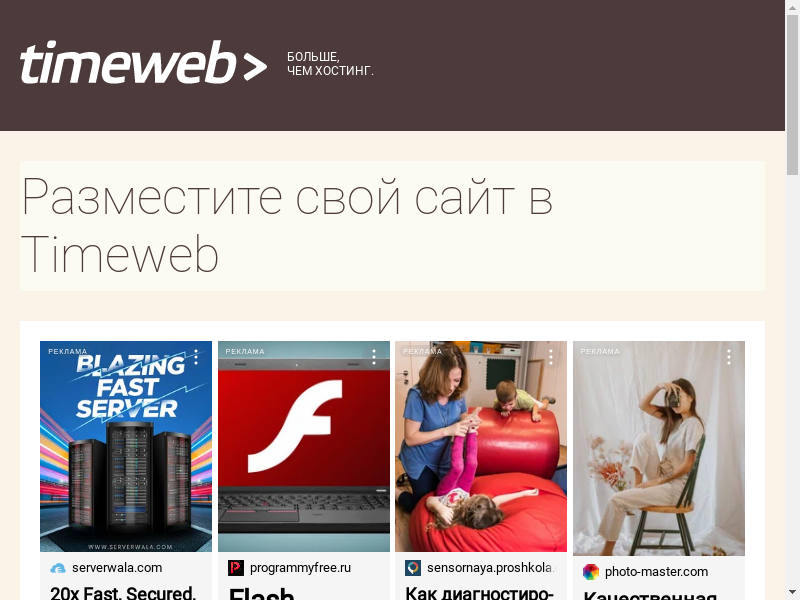 timeweb>
БОЛЬШЕ,
ЧЕМ ХОСТИНГ.
Разместите свой сайт в
Timeweb
РЕКЛАМА
BLAZING
FAST
SERVER
WWW.SERVERWALA.COM
serverwala.com
20x Fast, Secured,
РЕКЛАМА
programmyfree.ru
Flash
РЕКЛАМА
sensornaya.proshkola.
Как диагностиро-
РЕКЛАМА
photo-master.com
Качественная